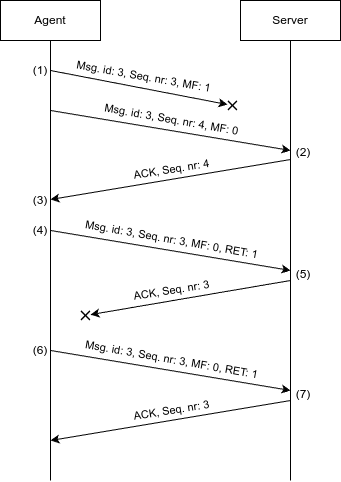 Agent
Server
(1)
Msg. id: 3, Seq. nr: 3, MF: 1
Msg. id: 3, Seq. nr: 4, MF: 0
(2)
ACK, Seq. nr: 4
(3)
(4)
Msg. id: 3, Seq. nr: 3, MF: 0, RET: 1
(5)
ACK, Seq. nr: 3
(6)
Msg. id: 3, Seq. nr: 3, MF: 0, RET: 1
(7)
ACK, Seq. nr: 3